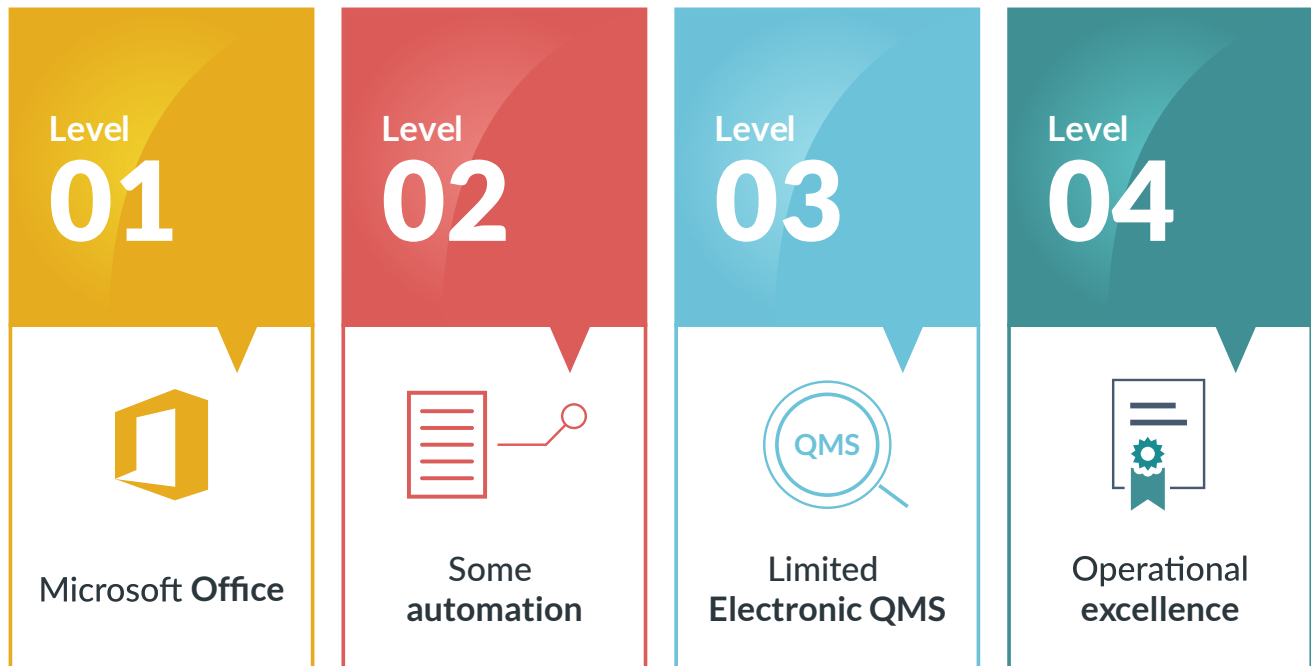 Level
01
Microsoft Office
Level
02
Some
automation
Level
03
QMS
Limited
Electronic QMS
Level
04
Operational
excellence